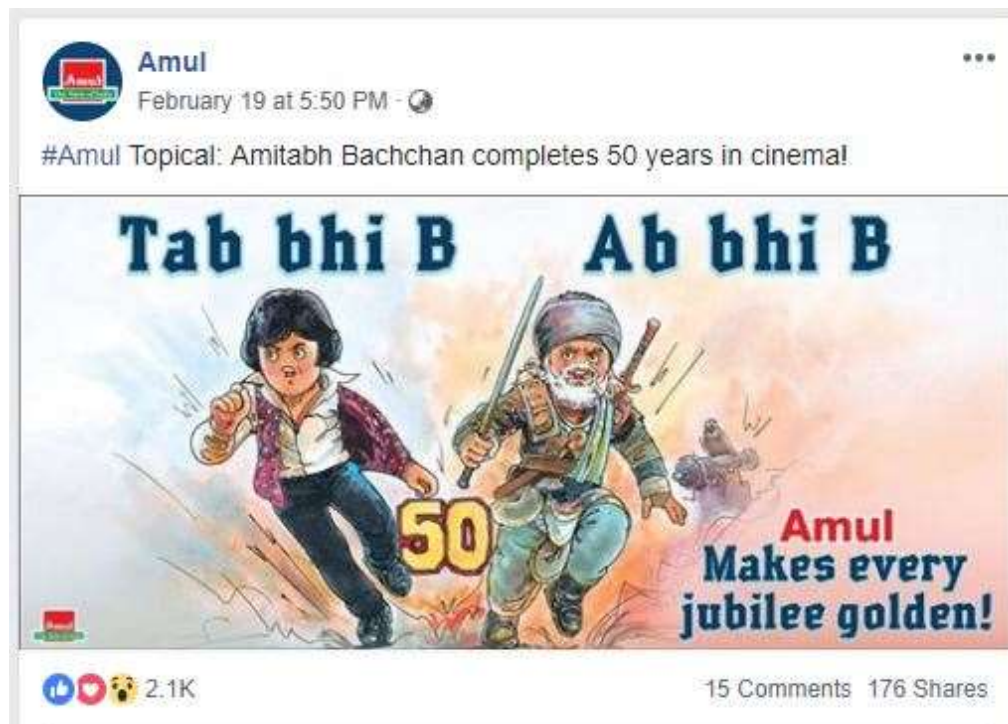 Amul
February 19 at 5:50 PM ·
#Amul Topical: Amitabh Bachchan completes 50 years in cinema!
Tab bhi B Ab bhi B
50
Amul
Makes every
jubilee golden!
2.1K 15 Comments 176 Shares